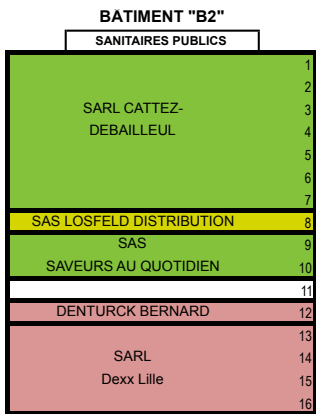 BÂTIMENT "B2"
SANITAIRES PUBLICS
1
2
SARL CATTEZ- 3
DEBAILLEUL 4
5
6
7
SAS LOSFELD DISTRIBUTION 8
SAS 9
SAVEURS AU QUOTIDIEN 10
11
DENTURCK BERNARD 12
13
SARL 14
Dexx Lille 15
16